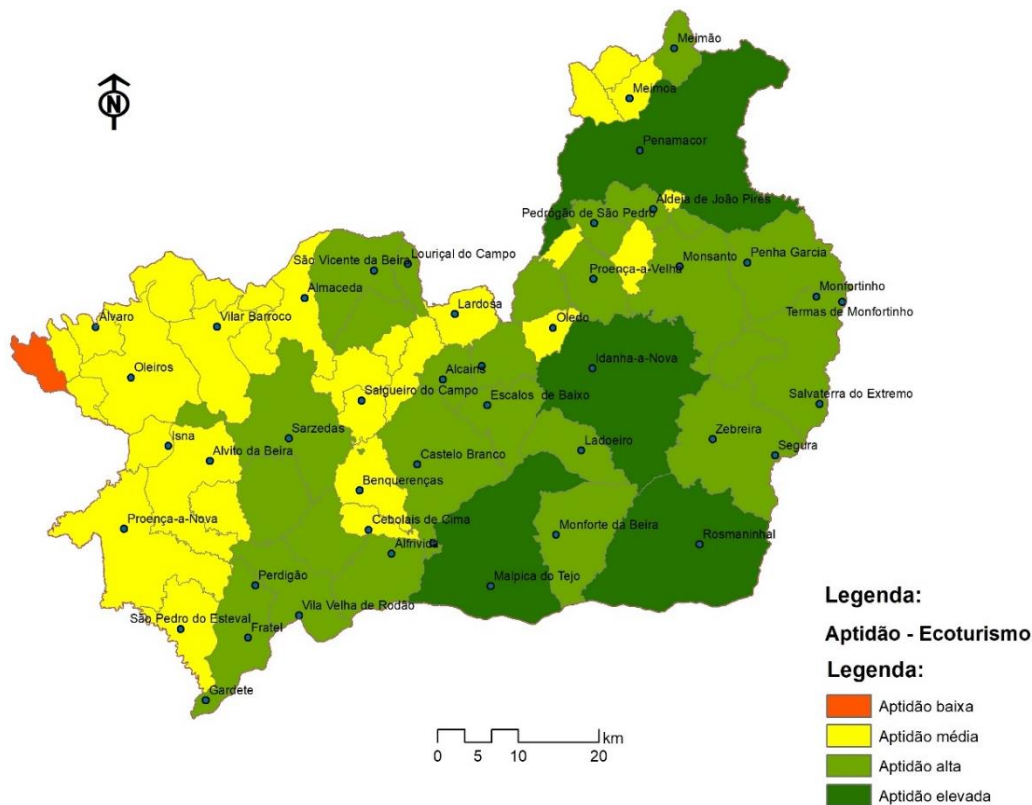 Meimão
N
Meimoa
Penamacor
Aldeia de João Pires
Pedrógão de São Pedro
Louriçal do Campo
São Vicente da Beira
Monsanto
Penha Garcia
Proença-a-Velha
Almaceda
Monfortinho
Termas de Monfortinho
Lardosa
Álvaro
Vilar Barroco
Oledo
Oleiros
Alcains
Idanha-a-Nova
Salgueiro do Campo
Escalos de Baixo
Salvaterra do Extremo
Sarzedas
Zebreira
Isna
Ladoeiro
Segura
Alvito da Beira
Castelo Branco
Benquerenças
Proença-a-Nova
Cebolais de Cima
Monforte da Beira
Rosmaninhal
Alfrivida
Perdigão
Malpica do Tejo
Vila Velha de Rodão
São Pedro do Esteval
Fratel
Gardete
km
0 5 10 20
Legenda:
Aptidão - Ecoturismo
Legenda:
Aptidão baixa
Aptidão média
Aptidão alta
Aptidão elevada